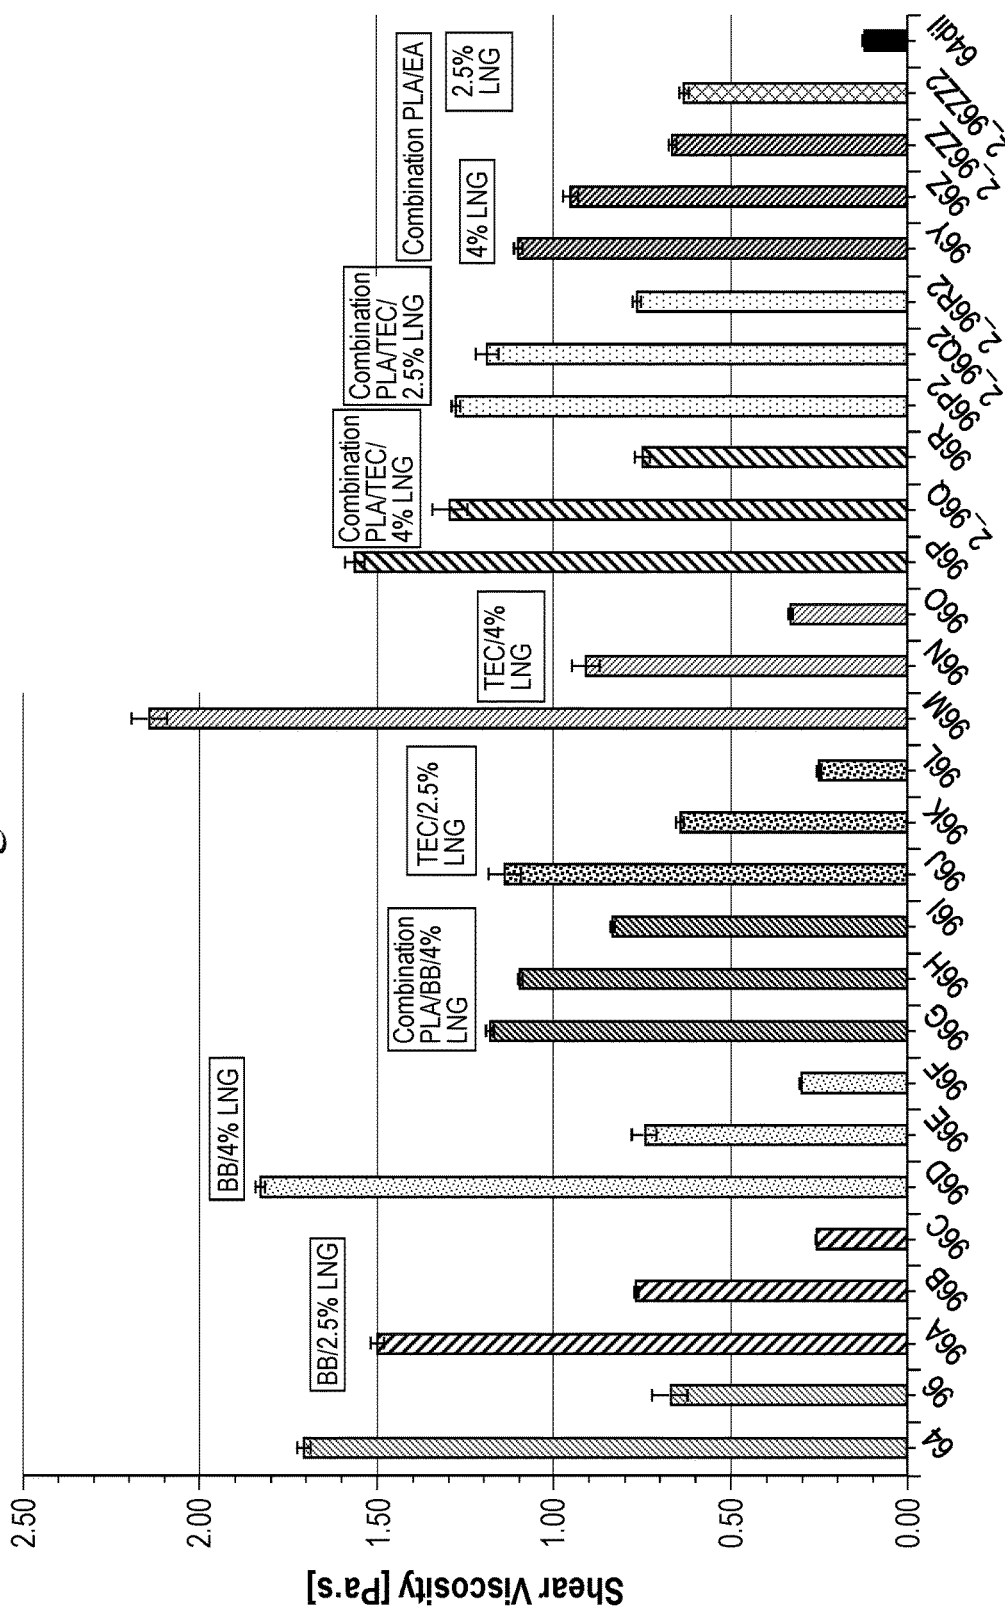 Shear Viscosity [Pa's]
2.50
2.00
1.50
1.00
0.50
0.00
BB/2.5% LNG
BB/4% LNG
Combination
PLA/BB/4%
LNG
TEC/2.5%
LNG
TEC/4%
LNG
Combination
PLA/TEC/
4% LNG
Combination
PLA/TEC/
2.5% LNG
Combination PLA/EA
4% LNG
2.5%
LNG
64
96
96A
96B
96C
96D
96E
96F
96G
96H
96I
96J
96K
96L
96M
96N
96O
96P
2_96Q
96R
96P2
2_96Q2
2_96R2
96Y
96Z
2_96ZZ
2_96ZZ2
64dil